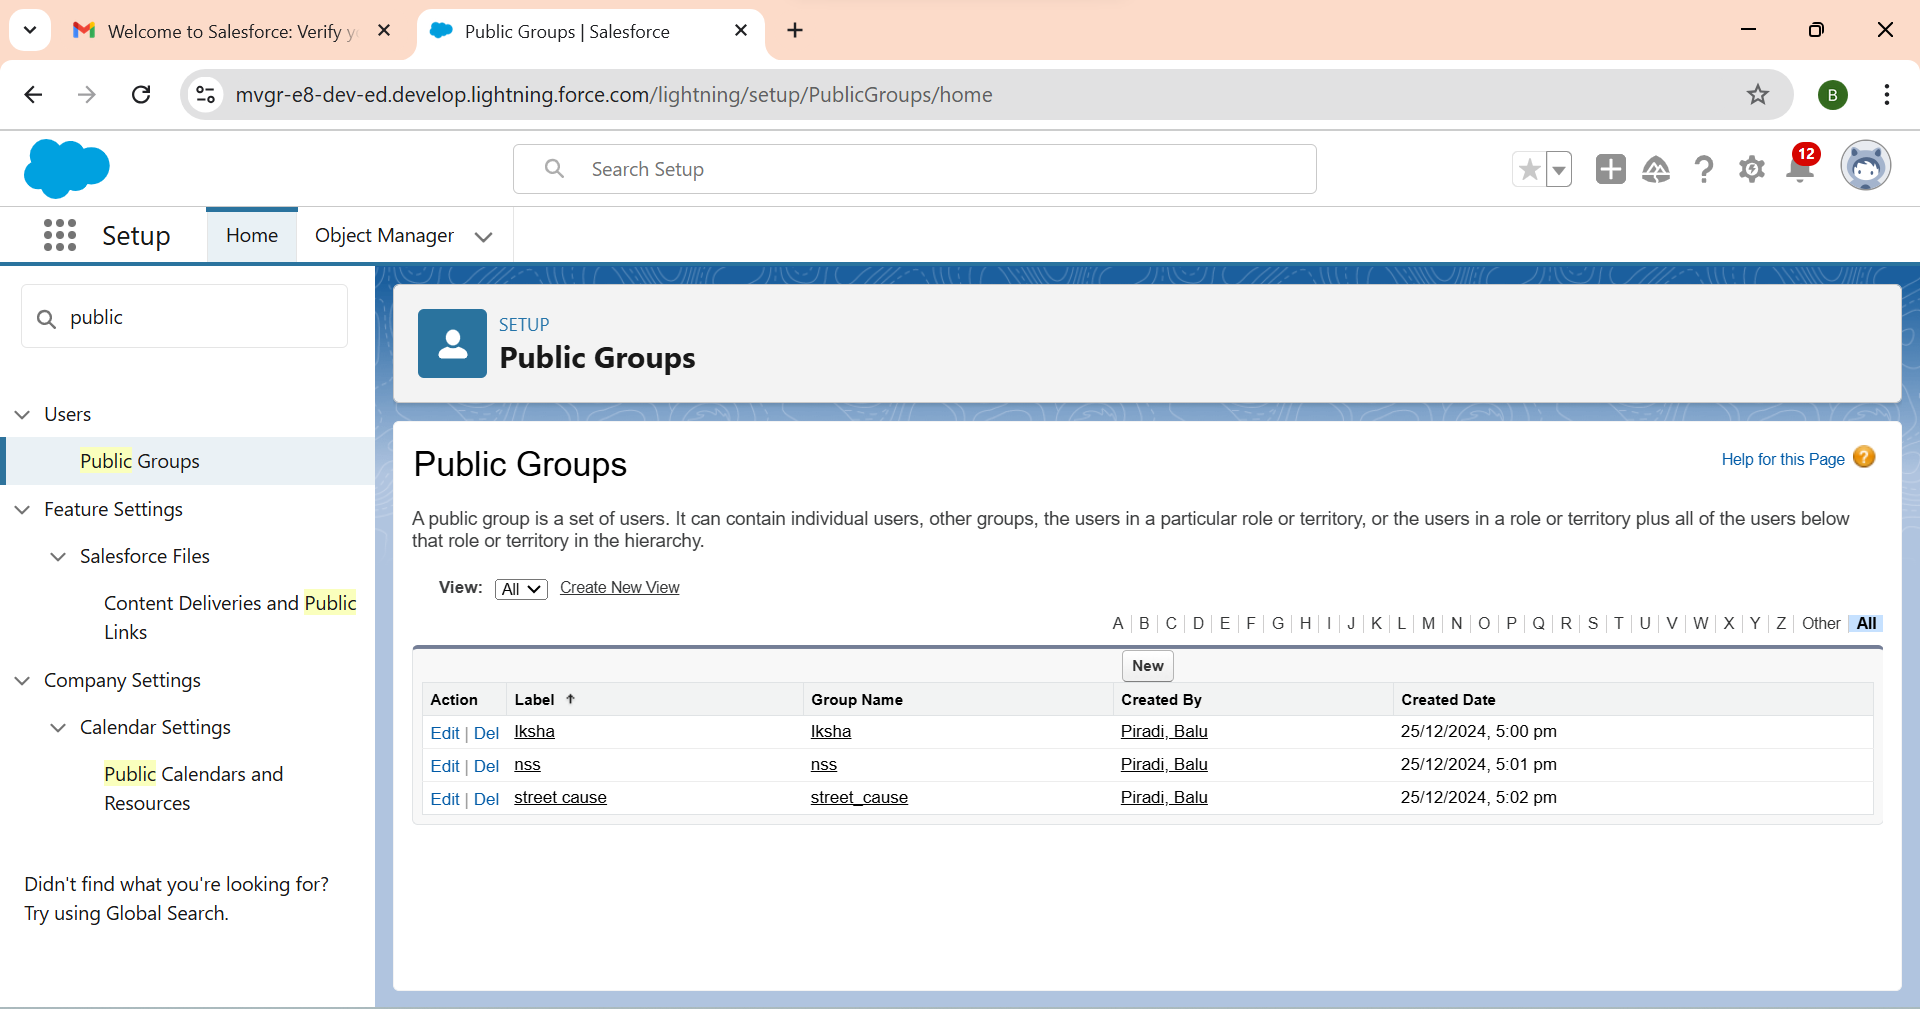 Welcome to Salesforce: Verify y
Public Groups | Salesforce
mvgr-e8-dev-ed.develop.lightning.force.com/lightning/setup/PublicGroups/home
B
Search Setup
12
Setup
Home
Object Manager
public
Users
Public Groups
Feature Settings
Salesforce Files
Content Deliveries and Public
Links
Company Settings
Calendar Settings
Public Calendars and
Resources
Didn't find what you're looking for?
Try using Global Search.
SETUP
Public Groups
Public Groups
Help for this Page ?
A public group is a set of users. It can contain individual users, other groups, the users in a particular role or territory, or the users in a role or territory plus all of the users below
that role or territory in the hierarchy.
View: All Create New View
A | B | C | D | E | F | G | H | I | J | K | L | M | N | O | P | Q | R | S | T | U | V | W | X | Y | Z | Other | All
New
Action Label Group Name Created By Created Date
Edit | Del Iksha Iksha Piradi, Balu 25/12/2024, 5:00 pm
Edit | Del nss nss Piradi, Balu 25/12/2024, 5:01 pm
Edit | Del street cause street_cause Piradi, Balu 25/12/2024, 5:02 pm